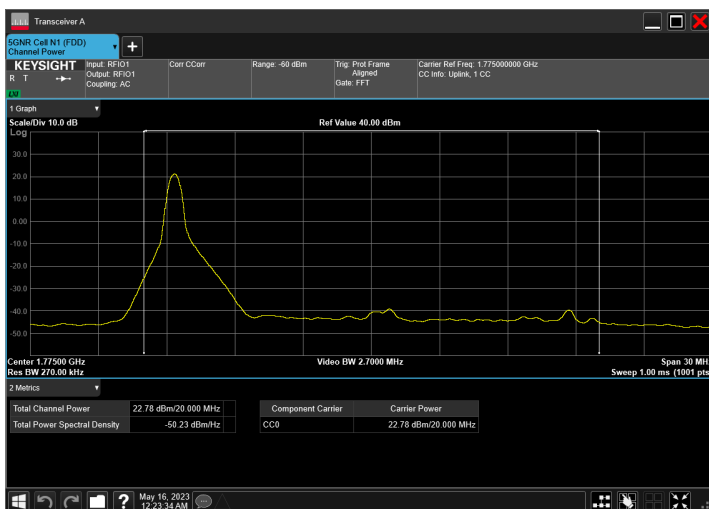 Transceiver A
5GNR Cell N1 (FDD)
Channel Power
KEYSIGHT
R T
LXI
Input: RFIO1
Output: RFIO1
Coupling: AC
Corr CCorr
Range: -60 dBm
Trig: Prot Frame
Aligned
Gate: FFT
Carrier Ref Freq: 1.775000000 GHz
CC Info: Uplink, 1 CC
1 Graph
Scale/Div 10.0 dB
Ref Value 40.00 dBm
Log
30.0
20.0
10.0
0.00
-10.0
-20.0
-30.0
-40.0
-50.0
Center 1.77500 GHz
Video BW 2.7000 MHz
Span 30 MH
Res BW 270.00 kHz
Sweep 1.00 ms (1001 pts
2 Metrics
Total Channel Power 22.78 dBm/20.000 MHz
Total Power Spectral Density -50.23 dBm/Hz
Component Carrier Carrier Power
CC0 22.78 dBm/20.000 MHz
?
May 16, 2023
12:23:34 AM